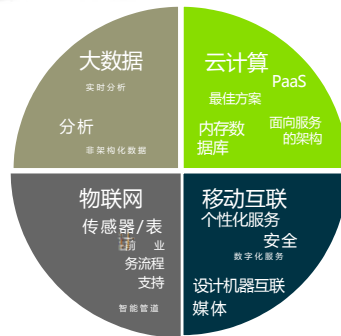 大数据
实时分析
分析
非架构化数据
云计算
PaaS
最佳方案
内存数
据库
面向服务
的架构
物联网
传感器/表
前 业
务流程
支持
智能管道
移动互联
个性化服务
安全
数字化服务
设计机器互联
媒体